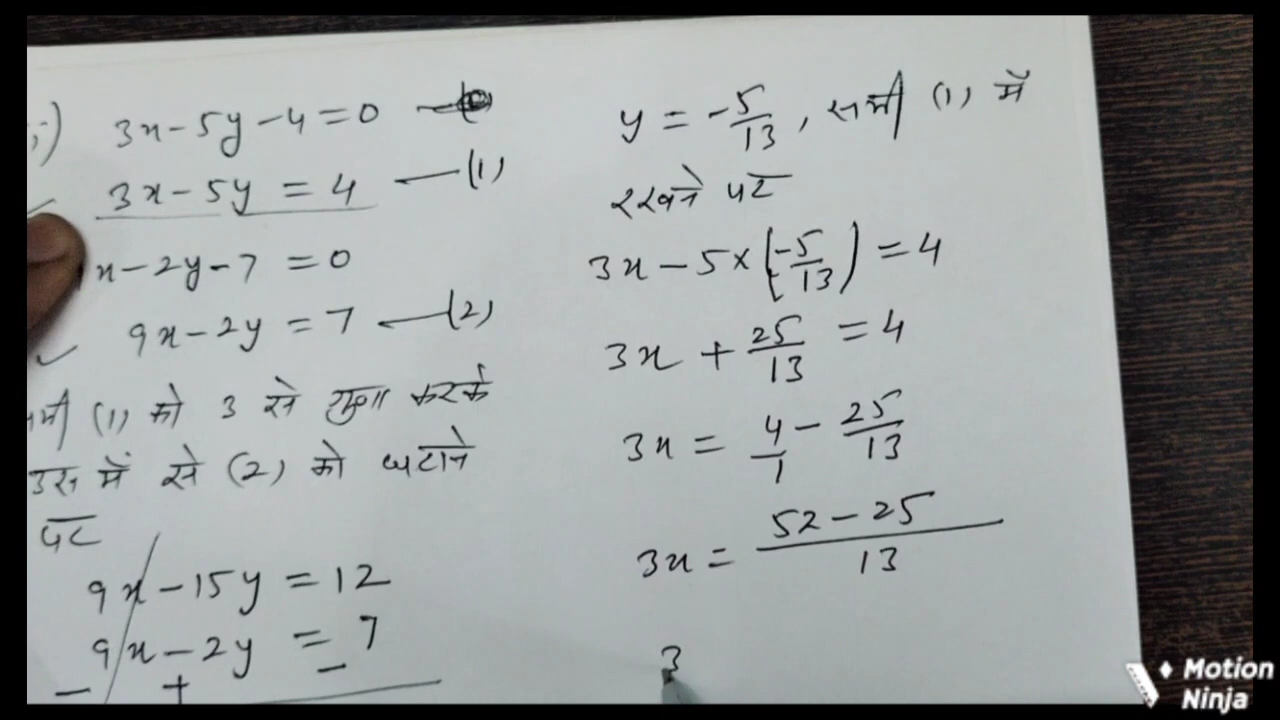 3x-5y-4=0
3x-5y = 4 —(1)
x-2y-7 =0
9x-2y = 7 —(2)
(1) को 3 से गुणा करके
उस में से (2) को घटाने
पर
9x-15y = 12
9x-2y = 7
- + -
y = -5/13, समी (1) में
रखने पर
3x-5×(-5/13) = 4
3x + 25/13 = 4
3x = 4/1 - 25/13
3x = 52-25/13
3
Motion
Ninja